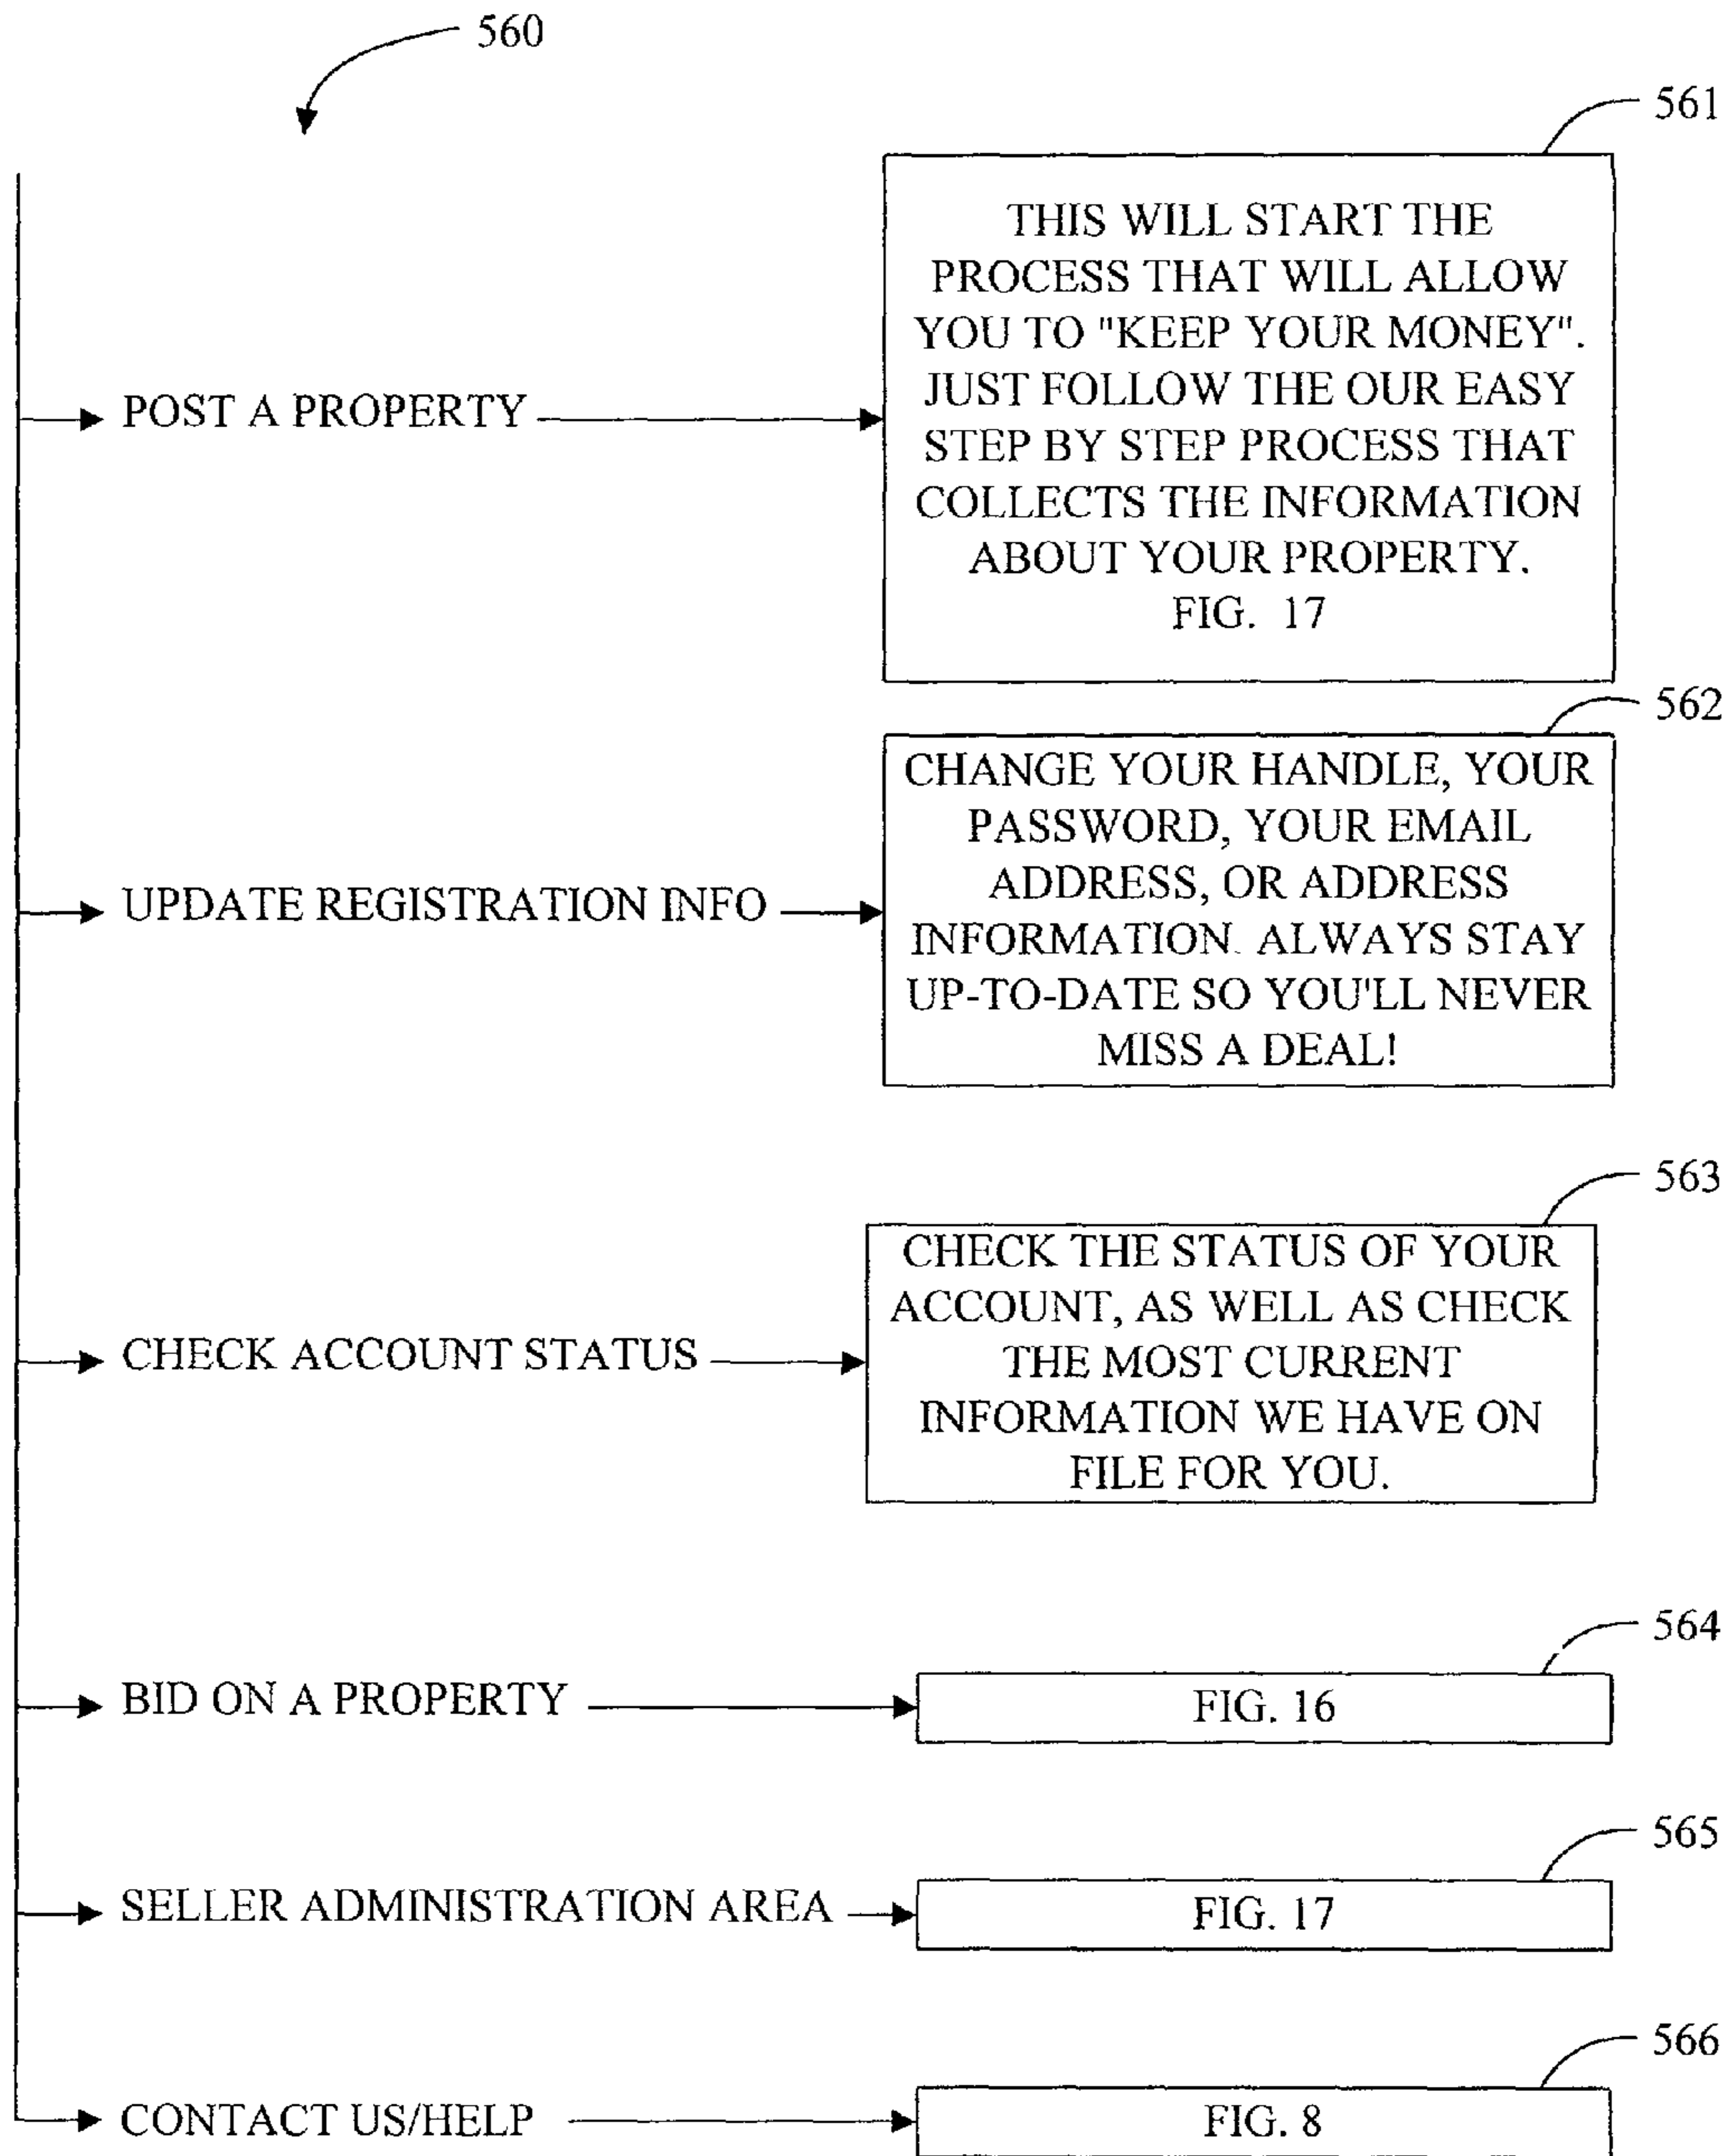 560
561
THIS WILL START THE
PROCESS THAT WILL ALLOW
YOU TO "KEEP YOUR MONEY".
JUST FOLLOW THE OUR EASY
STEP BY STEP PROCESS THAT
COLLECTS THE INFORMATION
ABOUT YOUR PROPERTY.
FIG. 17
POST A PROPERTY
562
CHANGE YOUR HANDLE, YOUR
PASSWORD, YOUR EMAIL
ADDRESS, OR ADDRESS
INFORMATION. ALWAYS STAY
UP-TO-DATE SO YOU'LL NEVER
MISS A DEAL!
UPDATE REGISTRATION INFO
563
CHECK THE STATUS OF YOUR
ACCOUNT, AS WELL AS CHECK
THE MOST CURRENT
INFORMATION WE HAVE ON
FILE FOR YOU.
CHECK ACCOUNT STATUS
564
BID ON A PROPERTY
FIG. 16
565
SELLER ADMINISTRATION AREA
FIG. 17
566
CONTACT US/HELP
FIG. 8